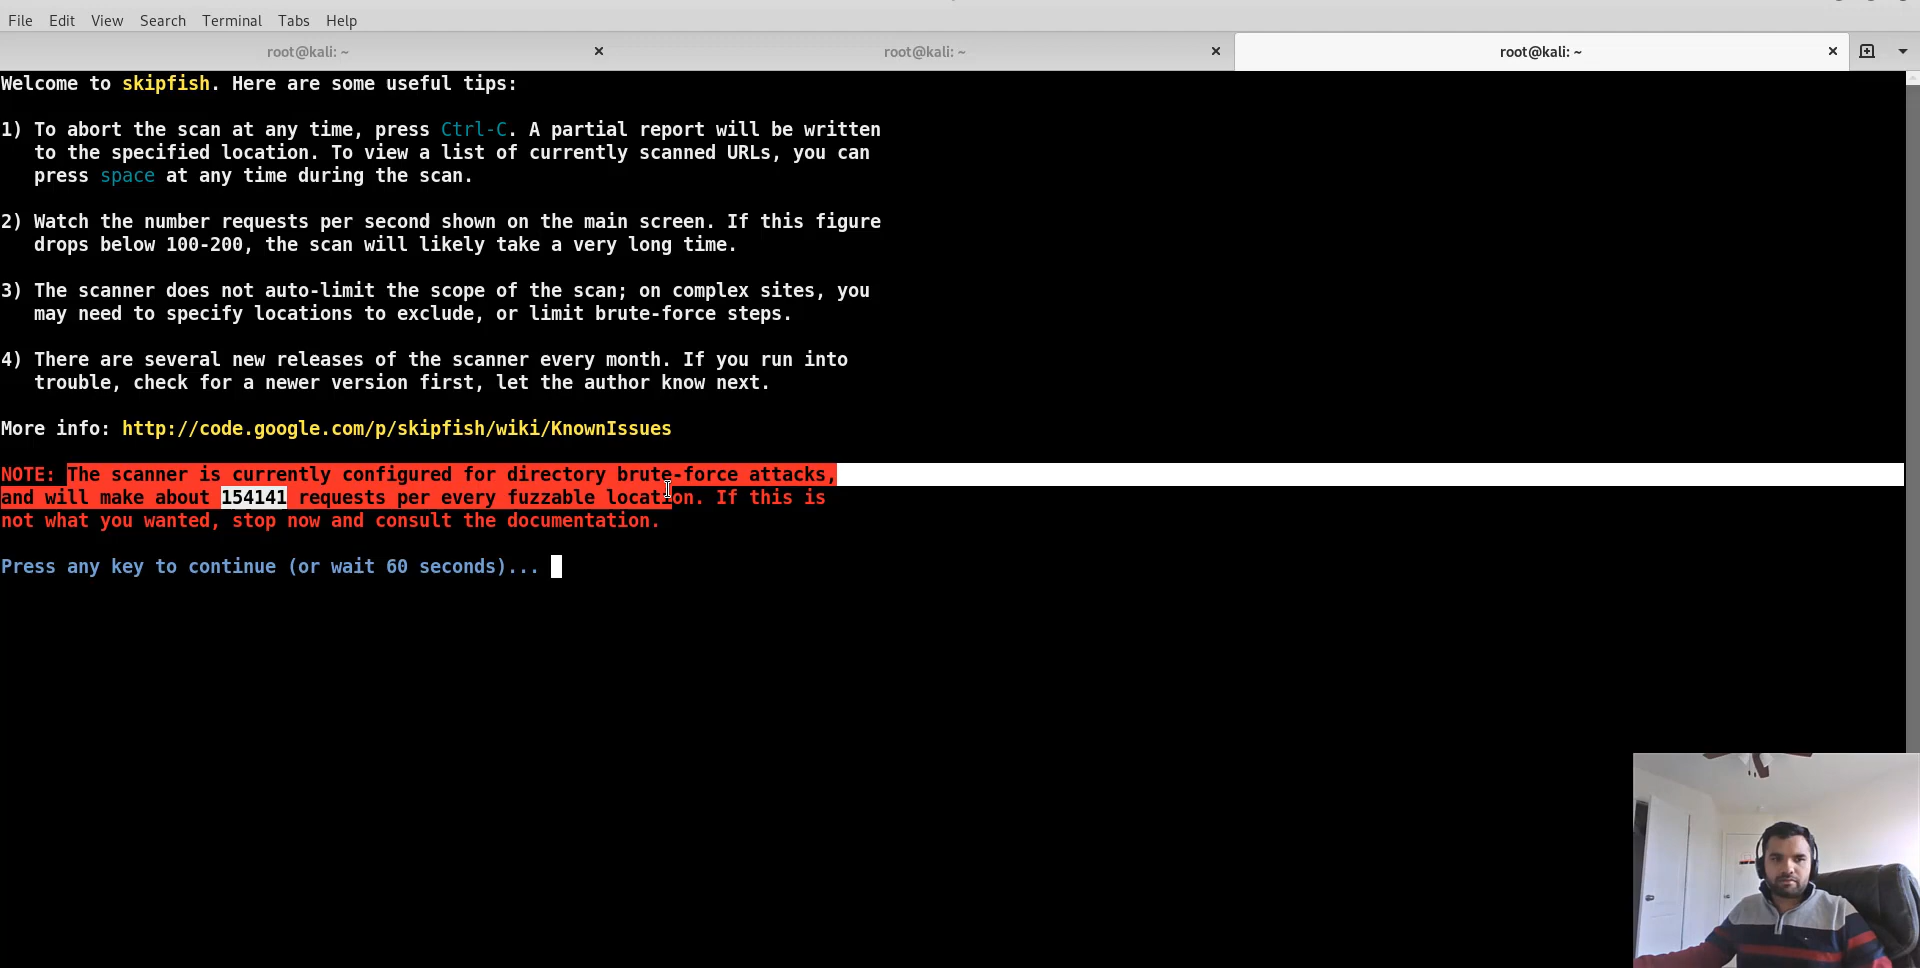 File Edit View Search Terminal Tabs Help
root@kali: ~ root@kali: ~ root@kali: ~
Welcome to skipfish. Here are some useful tips:
1) To abort the scan at any time, press Ctrl-C. A partial report will be written
to the specified location. To view a list of currently scanned URLs, you can
press space at any time during the scan.
2) Watch the number requests per second shown on the main screen. If this figure
drops below 100-200, the scan will likely take a very long time.
3) The scanner does not auto-limit the scope of the scan; on complex sites, you
may need to specify locations to exclude, or limit brute-force steps.
4) There are several new releases of the scanner every month. If you run into
trouble, check for a newer version first, let the author know next.
More info: http://code.google.com/p/skipfish/wiki/KnownIssues
NOTE: The scanner is currently configured for directory brute-force attacks,
and will make about 154141 requests per every fuzzable location. If this is
not what you wanted, stop now and consult the documentation.
Press any key to continue (or wait 60 seconds)...